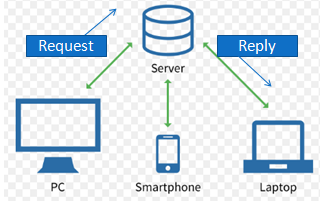 Request
Reply
Server
PC
Smartphone
Laptop